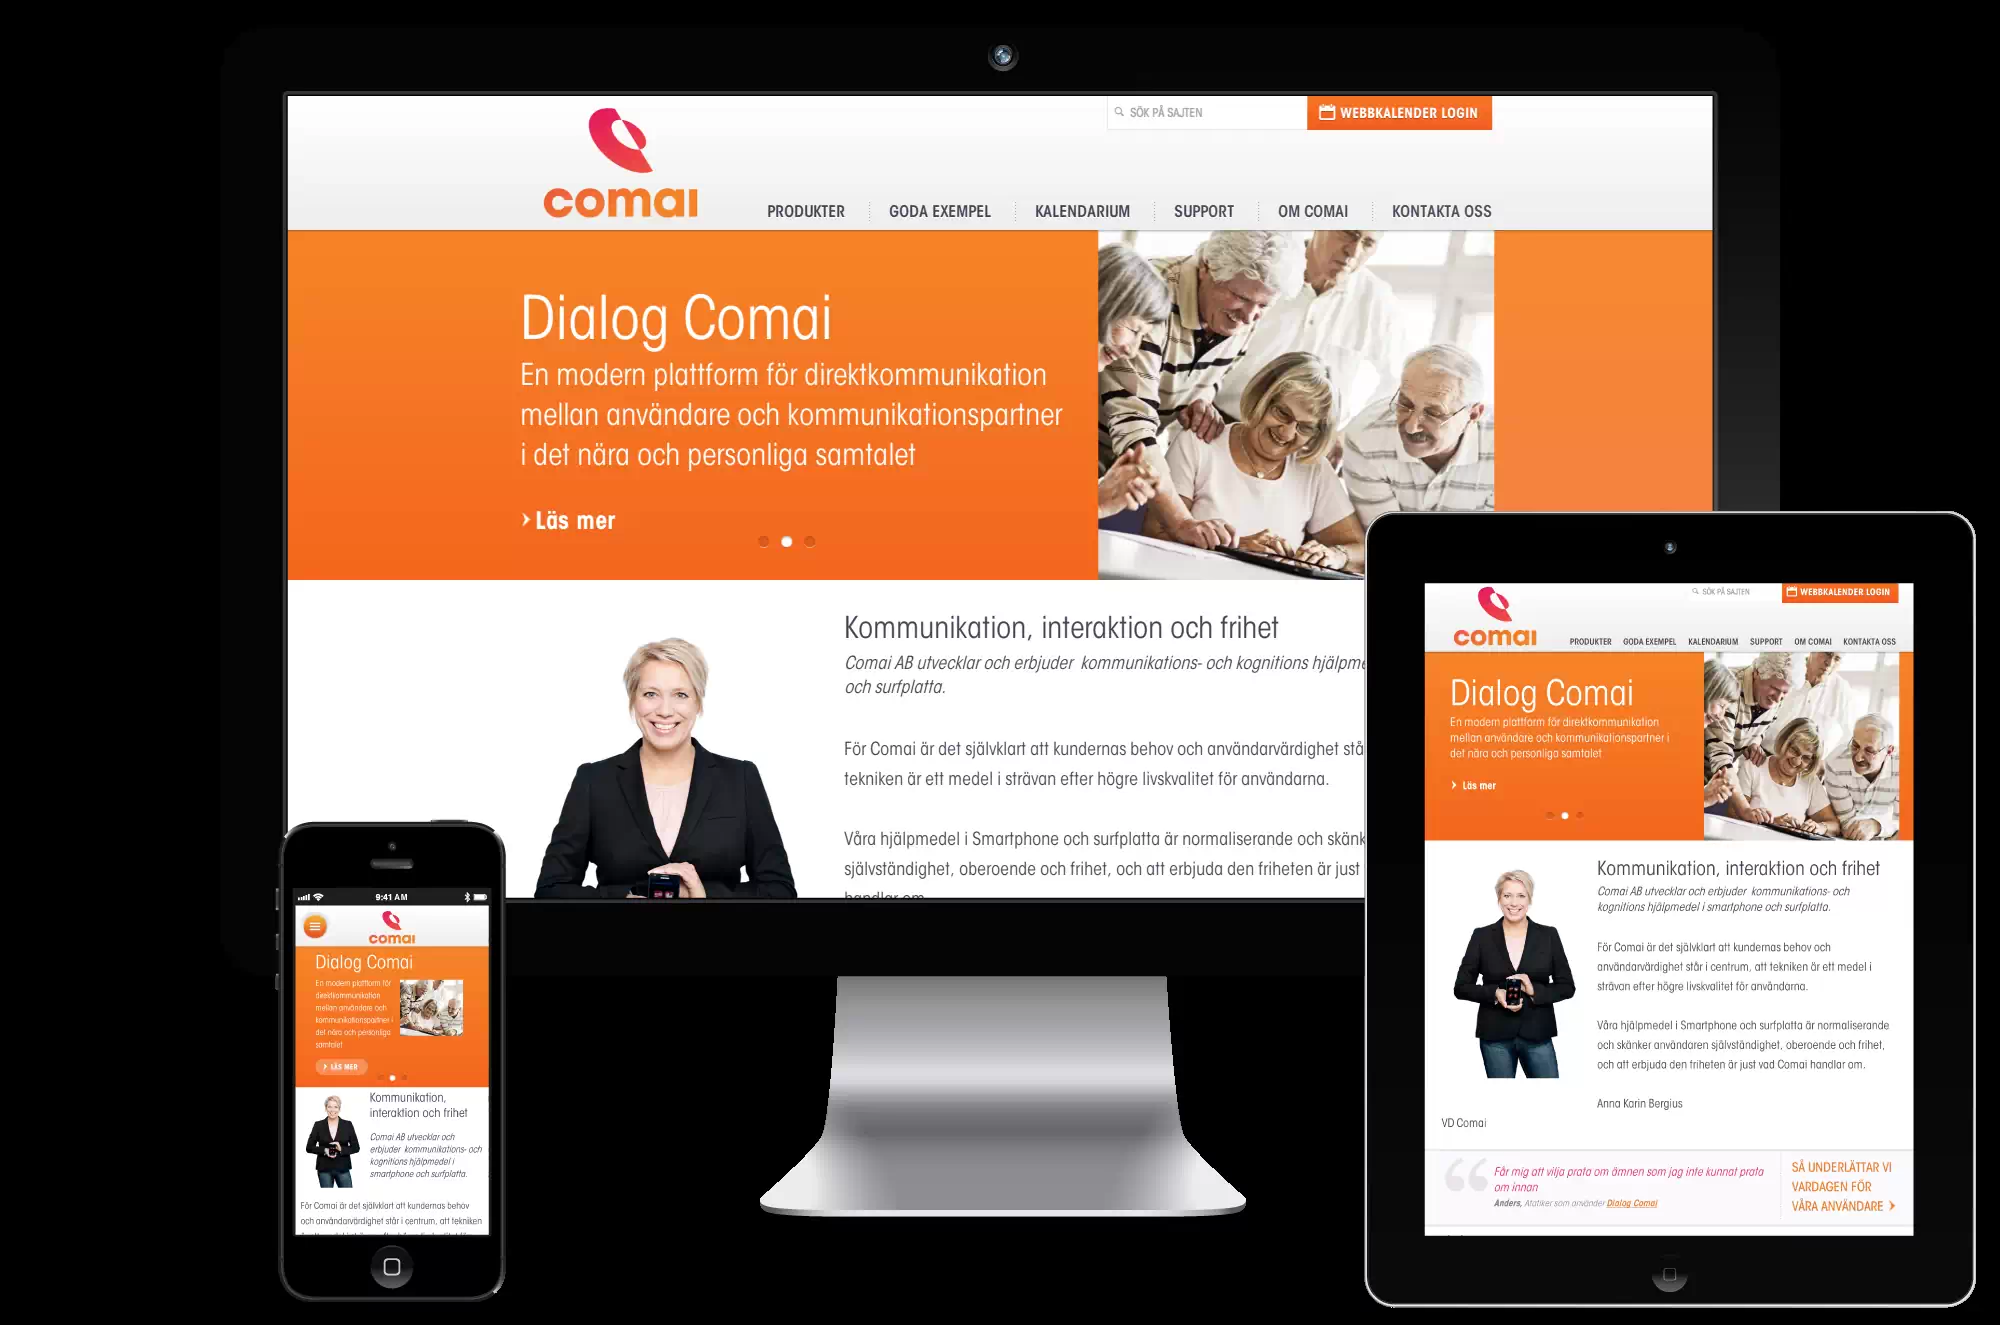 SÖK PÅ SAJTEN
WEBBKALENDER LOGIN
comai
PRODUKTER
GODA EXEMPEL
KALENDARIUM
SUPPORT
OM COMAI
KONTAKTA OSS
Dialog Comai
En modern plattform för direktkommunikation
mellan användare och kommunikationspartner
i det nära och personliga samtalet
Läs mer
Kommunikation, interaktion och frihet
Comai AB utvecklar och erbjuder kommunikations- och kognitions hjälpme
och surfplatta.
För Comai är det självklart att kundernas behov och användarvärdighet stå
tekniken är ett medel i strävan efter högre livskvalitet för användarna.
Våra hjälpmedel i Smartphone och surfplatta är normaliserande och skänk
självständighet, oberoende och frihet, och att erbjuda den friheten är just
handlar om
9:41 AM
comai
Dialog Comai
En modern plattform för
direktkommunikation
mellan användare och
kommunikationspartner i
det nära och personliga
samtalet
LÄS MER
Kommunikation,
interaktion och frihet
Comai AB utvecklar och
erbjuder kommunikations- och
kognitions hjälpmedel i
smartphone och surfplatta.
För Comai är det självklart att kundernas behov
och användarvärdighet står i centrum, att tekniken
SÖK PÅ SAJTEN
WEBBKALENDER LOGIN
comai
PRODUKTER
GODA EXEMPEL
KALENDARIUM
SUPPORT
OM COMAI
KONTAKTA OSS
Dialog Comai
En modern plattform för direktkommunikation
mellan användare och kommunikationspartner i
det nära och personliga samtalet
Läs mer
Kommunikation, interaktion och frihet
Comai AB utvecklar och erbjuder kommunikations- och
kognitions hjälpmedel i smartphone och surfplatta.
För Comai är det självklart att kundernas behov och
användarvärdighet står i centrum, att tekniken är ett medel i
strävan efter högre livskvalitet för användarna.
Våra hjälpmedel i Smartphone och surfplatta är normaliserande
och skänker användaren självständighet, oberoende och frihet,
och att erbjuda den friheten är just vad Comai handlar om.
Anna Karin Bergius
VD Comai
Får mig att vilja prata om ämnen som jag inte kunnat prata
om innan
Anders, Atatiker som använder Dialog Comai
SÅ UNDERLÄTTAR VI
VARDAGEN FÖR
VÅRA ANVÄNDARE